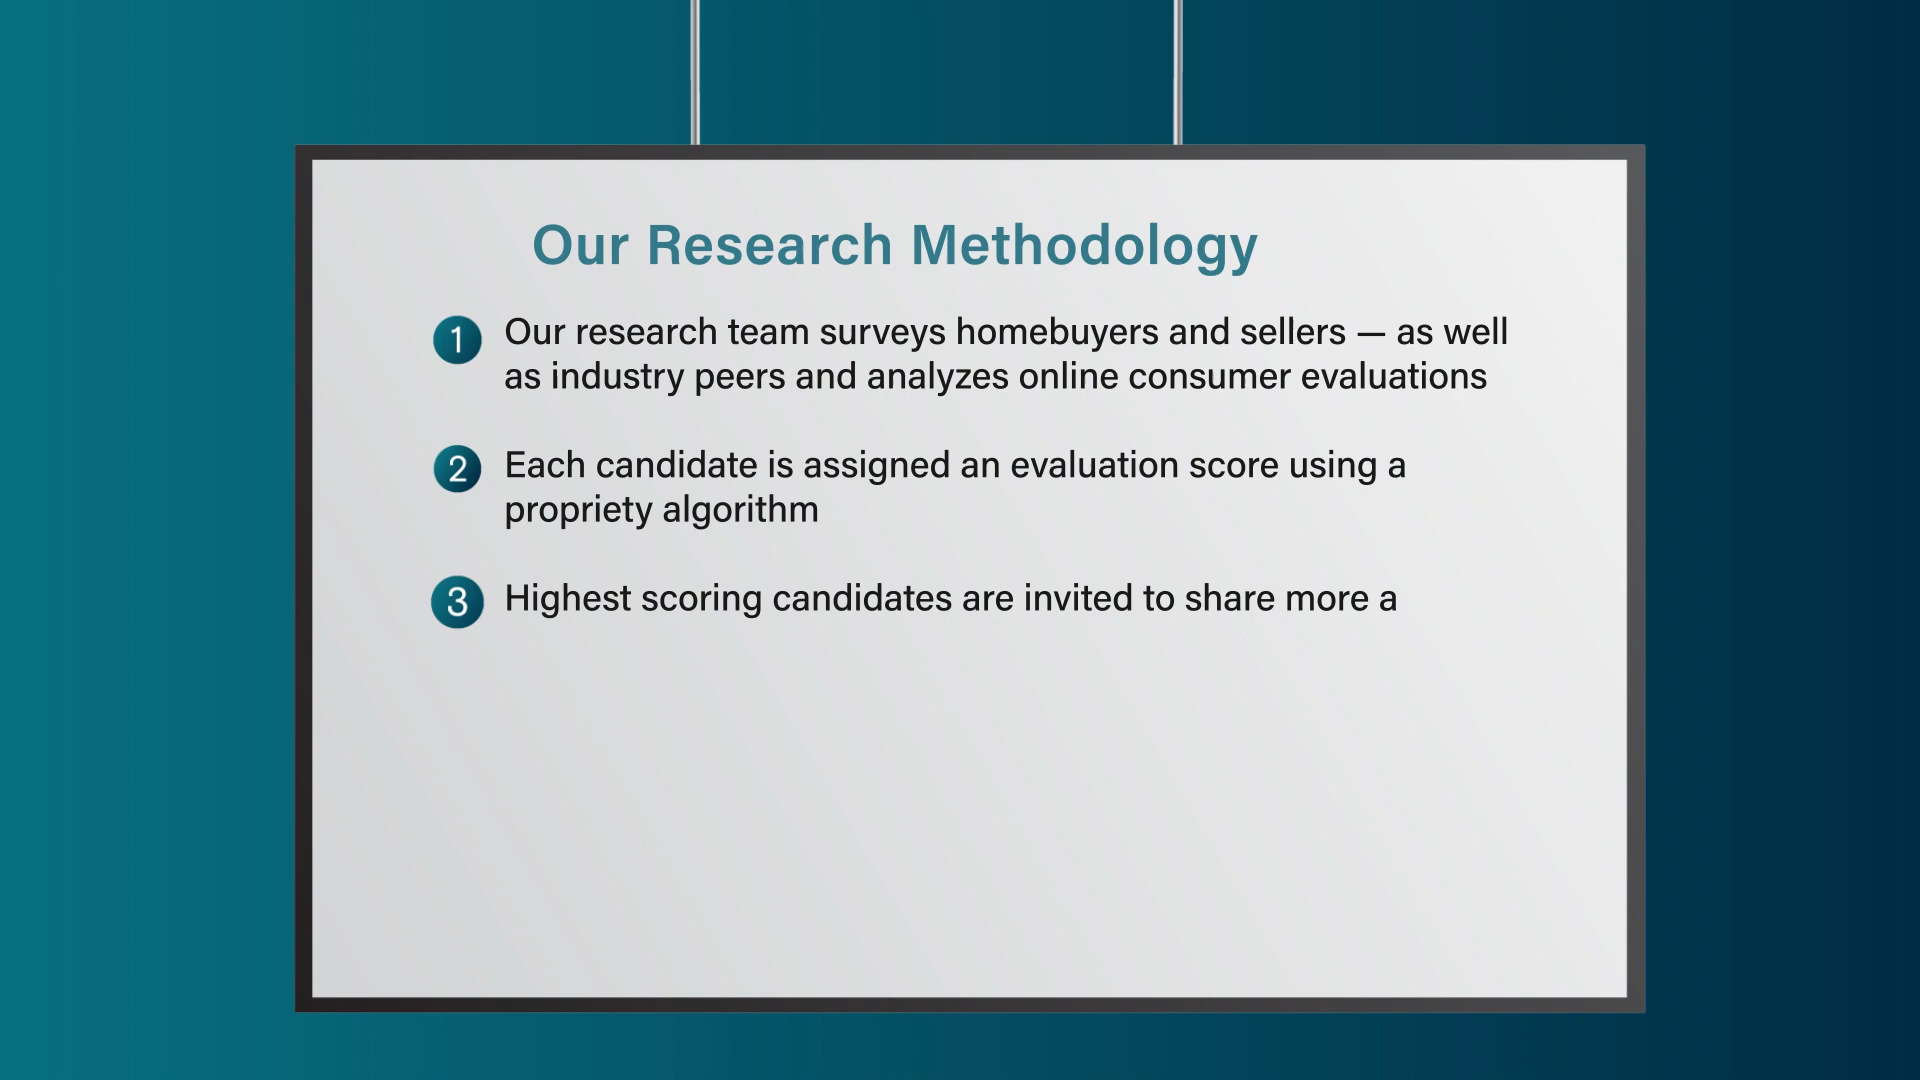 Our Research Methodology
1 Our research team surveys homebuyers and sellers — as well
as industry peers and analyzes online consumer evaluations
2 Each candidate is assigned an evaluation score using a
propriety algorithm
3 Highest scoring candidates are invited to share more a